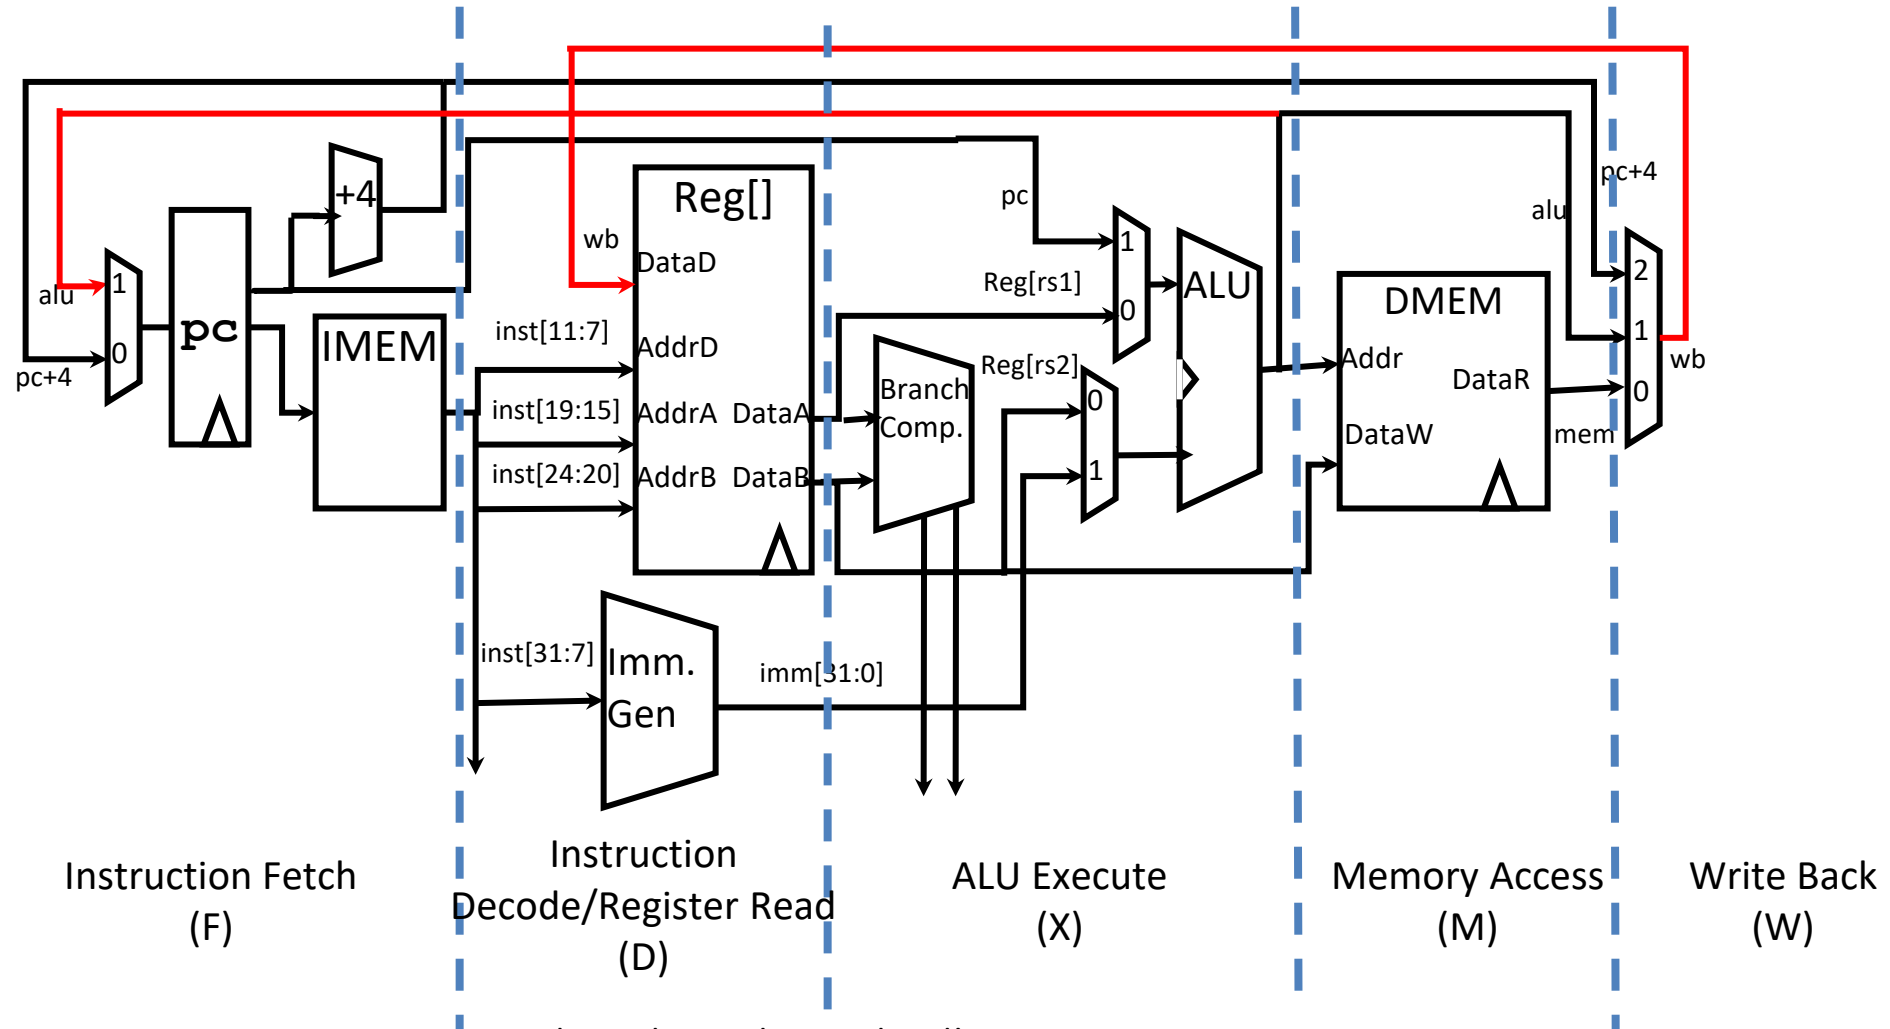 +4
alu
1
pc
0
pc+4
IMEM
Reg[]
wb
DataD
inst[11:7]
AddrD
inst[19:15]
AddrA DataA
inst[24:20]
AddrB DataB
inst[31:7]
Imm.
Gen
imm[31:0]
pc
1
Reg[rs1]
0
Reg[rs2]
Branch
Comp.
0
1
ALU
DMEM
Addr
DataR
DataW
pc+4
alu
2
1
0
mem
wb
Instruction Fetch
(F)
Instruction
Decode/Register Read
(D)
ALU Execute
(X)
Memory Access
(M)
Write Back
(W)